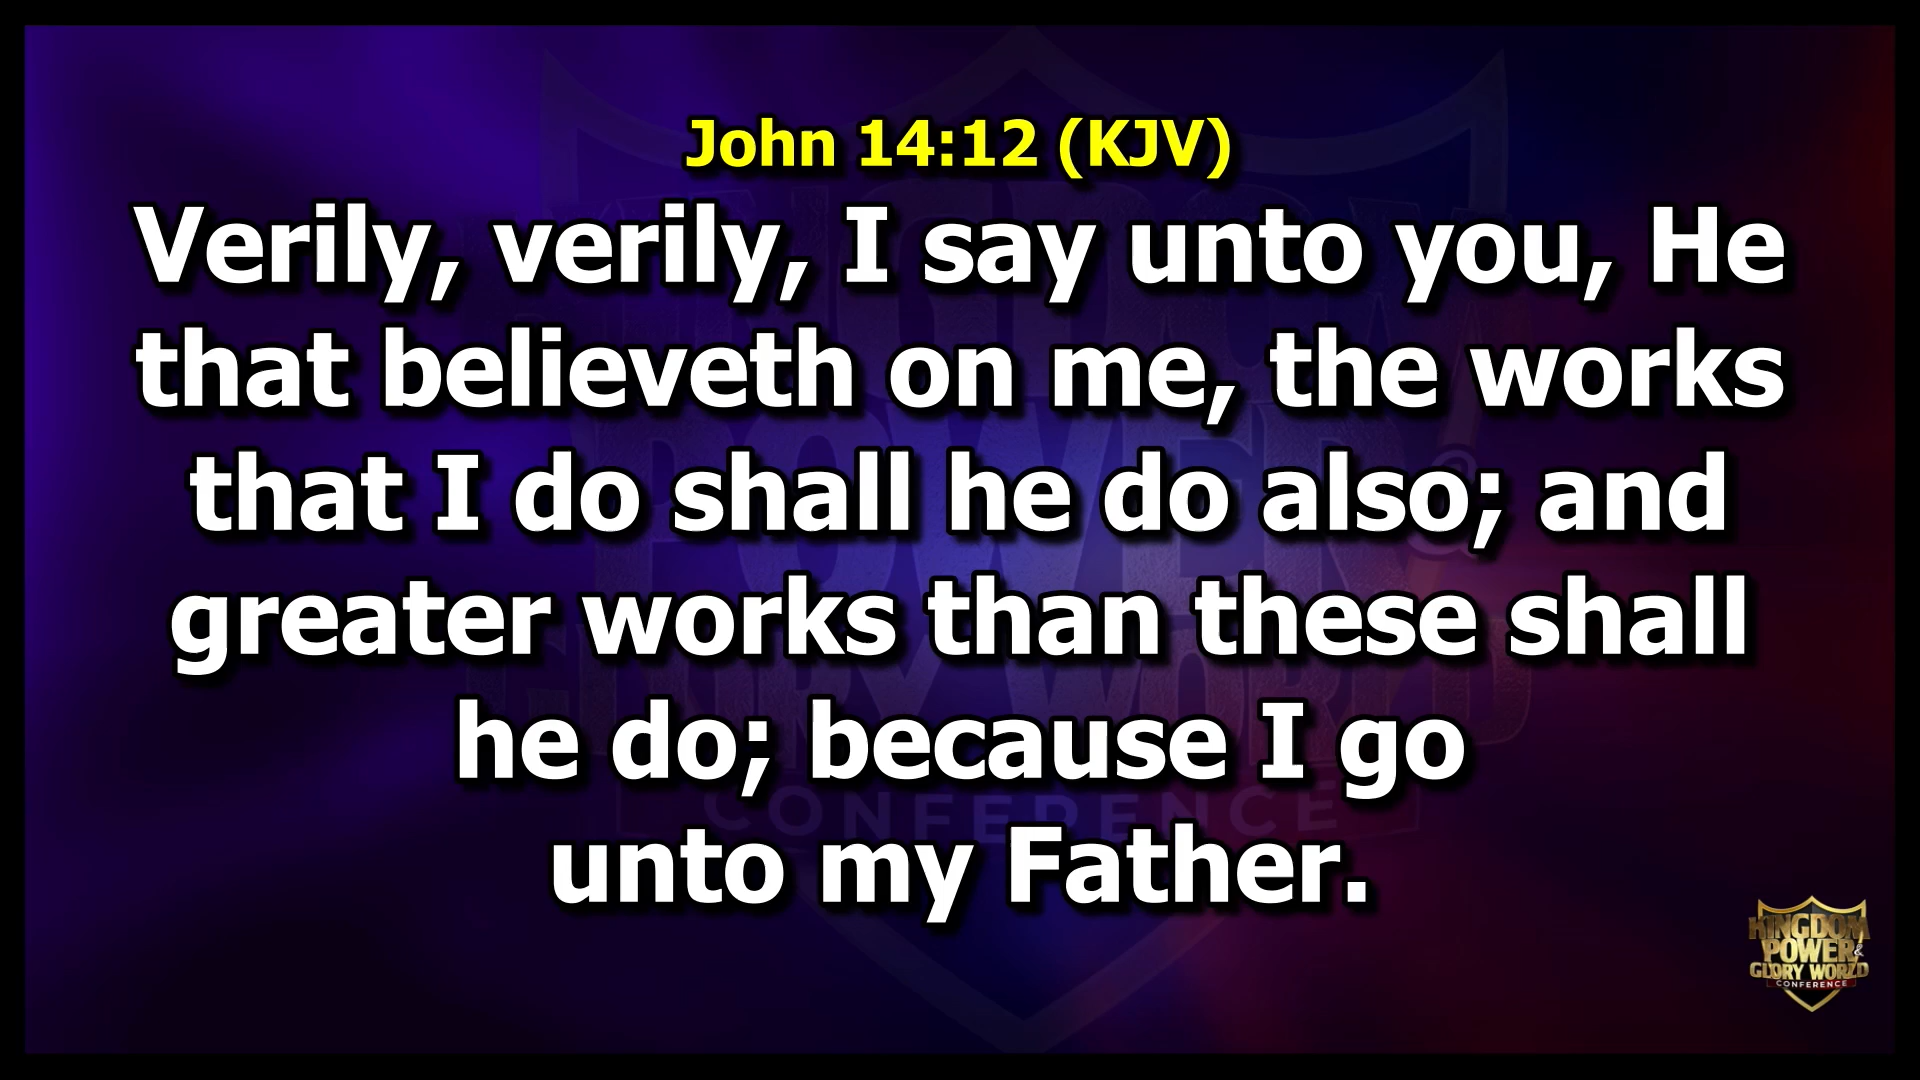 John 14:12 (KJV)
Verily, verily, I say unto you, He
that believeth on me, the works
that I do shall he do also; and
greater works than these shall
he do; because I go
unto my Father.
KINGDOM
POWER &
GLORY WORLD
CONFERENCE